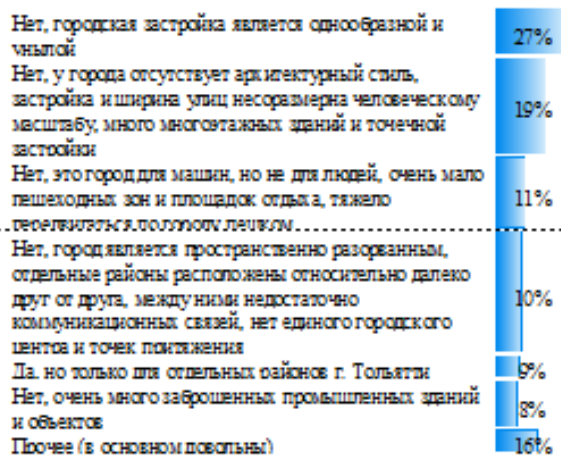 Нет, городская застройка является однообразной и
унылой
27%
Нет, у города отсутствует архитектурный стиль,
застройка и ширина улиц несоразмерна человеческому
масштабу, много многоэтажных зданий и точечной
застройки
19%
Нет, это город для машин, но не для людей, очень мало
пешеходных зон и площадок отдыха, тяжело
передвигаться по городу пешком
11%
Нет, город является пространственно разорванным,
отдельные районы расположены относительно далеко
друг от друга, между ними недостаточно
коммуникационных связей, нет единого городского
центра и точек притяжения
10%
Да, но только для отдельных районов г. Тольятти
9%
Нет, очень много заброшенных промышленных зданий
и объектов
8%
Прочее (в основном довольны)
16%